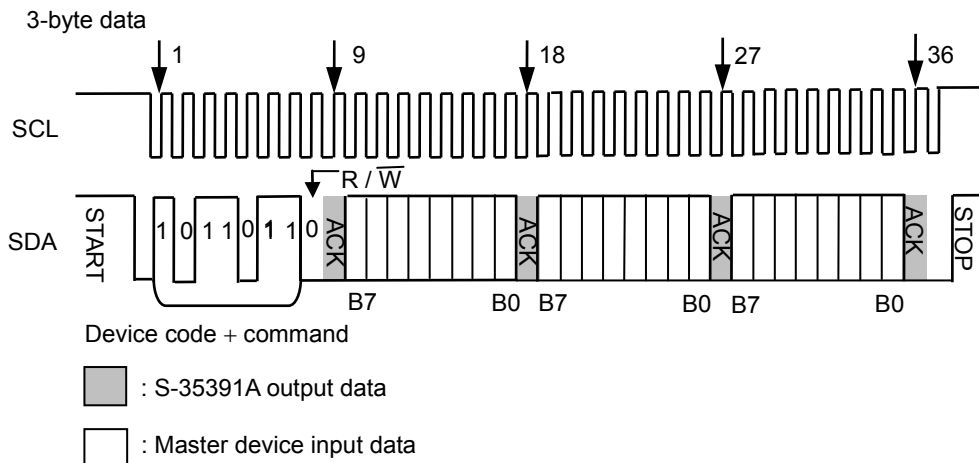 3-byte data
1 9 18 27 36
SCL
R / W
SDA START 1 0 1 1 0 1 1 0 ACK ACK ACK ACK STOP
B7 B0 B7 B0 B7 B0
Device code + command
: S-35391A output data
: Master device input data